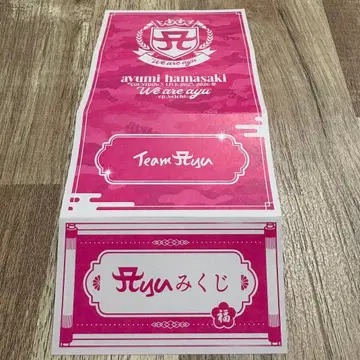 A
We are ayu
ayumi hamasaki
We are ayu
Team Ayu
Ayuみくじ
福